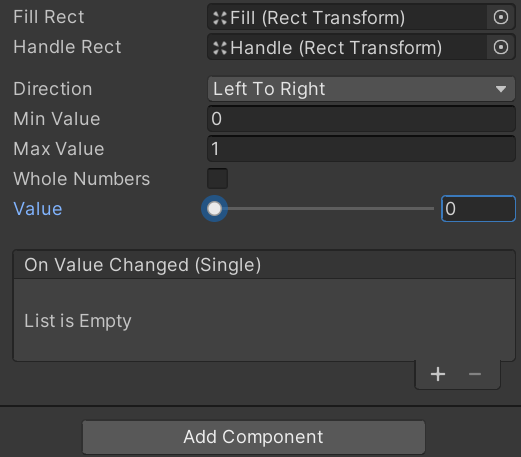 Fill Rect Fill (Rect Transform)
Handle Rect Handle (Rect Transform)
Direction Left To Right
Min Value 0
Max Value 1
Whole Numbers
Value 0
On Value Changed (Single)
List is Empty
+ −
Add Component